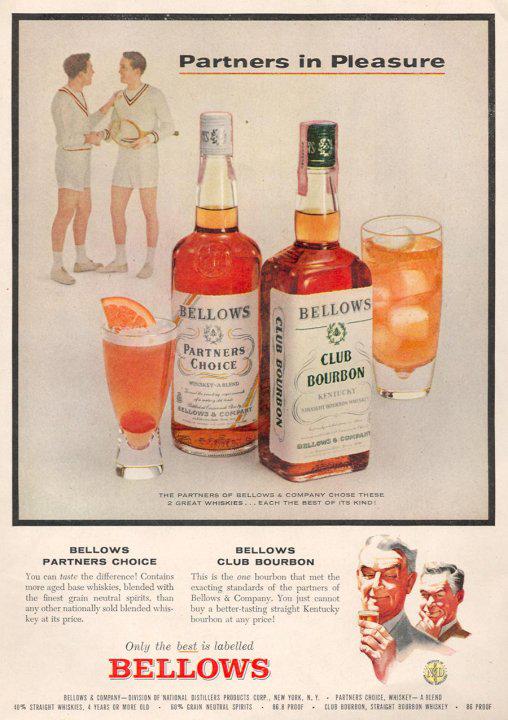 Partners in Pleasure
BELLOWS
PARTNERS
CHOICE
WHISKEY-A BLEND
BELLOWS & COMPANY
CLUB BOURBON
BELLOWS
CLUB
BOURBON
KENTUCKY
STRAIGHT BOURBON WHISKEY
BELLOWS & COMPANY
THE PARTNERS OF BELLOWS & COMPANY CHOSE THESE
2 GREAT WHISKIES...EACH THE BEST OF ITS KIND!
BELLOWS
PARTNERS CHOICE
You can taste the difference! Contains
more aged base whiskies, blended with
the finest grain neutral spirits, than
any other nationally sold blended whis-
key at its price.
BELLOWS
CLUB BOURBON
This is the one bourbon that met the
exacting standards of the partners of
Bellows & Company. You just cannot
buy a better-tasting straight Kentucky
bourbon at any price!
Only the best is labelled
BELLOWS
BELLOWS & COMPANY—DIVISION OF NATIONAL DISTILLERS PRODUCTS CORP., NEW YORK, N. Y. • PARTNERS CHOICE, WHISKEY—A BLEND
40% STRAIGHT WHISKIES, 4 YEARS OR MORE OLD • 60% GRAIN NEUTRAL SPIRITS • 86.8 PROOF • CLUB BOURBON, STRAIGHT BOURBON WHISKEY • 86 PROOF